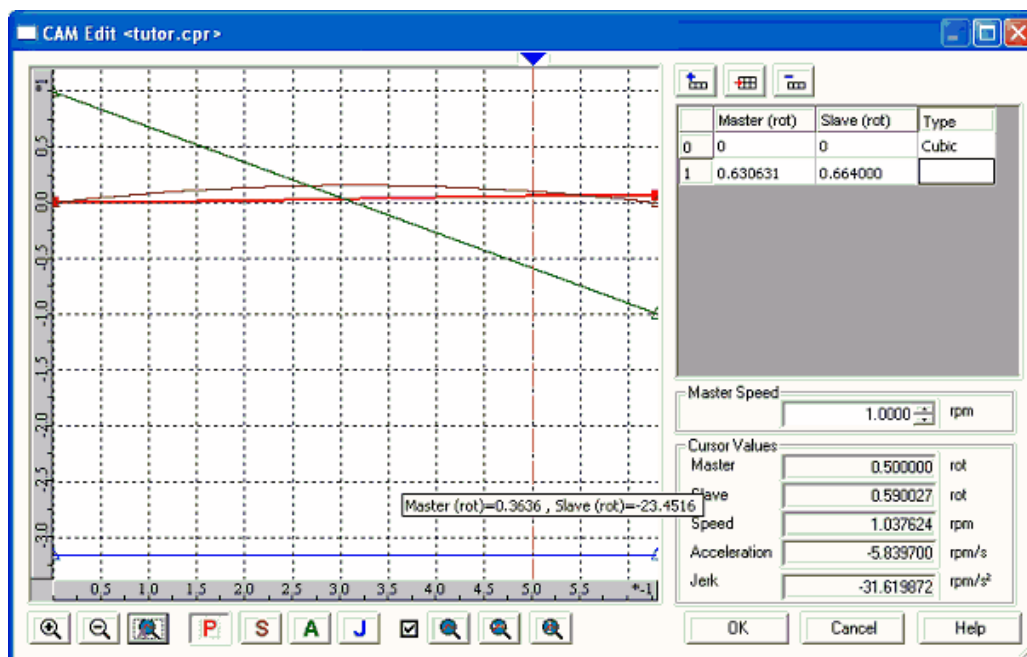 CAM Edit <tutor.cpr>
*1
0,5
0,0
-0,5
-1,0
-1,5
-2,0
-2,5
-3,0
0,5 1,0 1,5 2,0 2,5 3,0 3,5 4,0 4,5 5,0 5,5 *-1
Master (rot)=0.3636 , Slave (rot)=-23.4516
P S A J
Master (rot) Slave (rot) Type
0 0 0 Cubic
1 0.630631 0.664000
Master Speed
1.0000 rpm
Cursor Values
Master 0.500000 rot
Slave 0.590027 rot
Speed 1.037624 rpm
Acceleration -5.839700 rpm/s
Jerk -31.619872 rpm/s²
OK Cancel Help